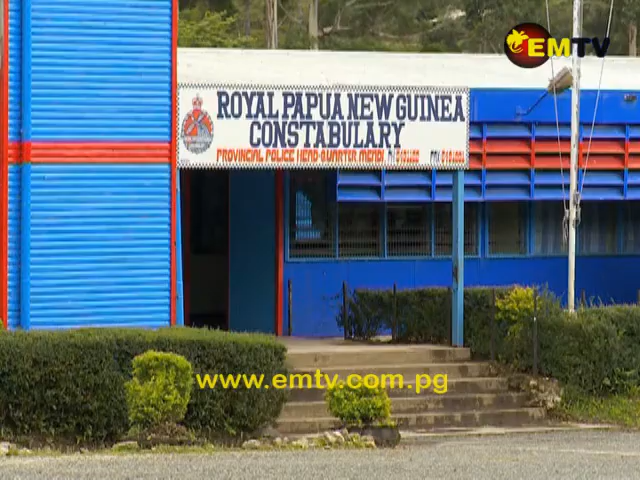 EMTV
ROYAL PAPUA NEW GUINEA
CONSTABULARY
PROVINCIAL POLICE HEAD QUARTER MENDI
www.emtv.com.pg